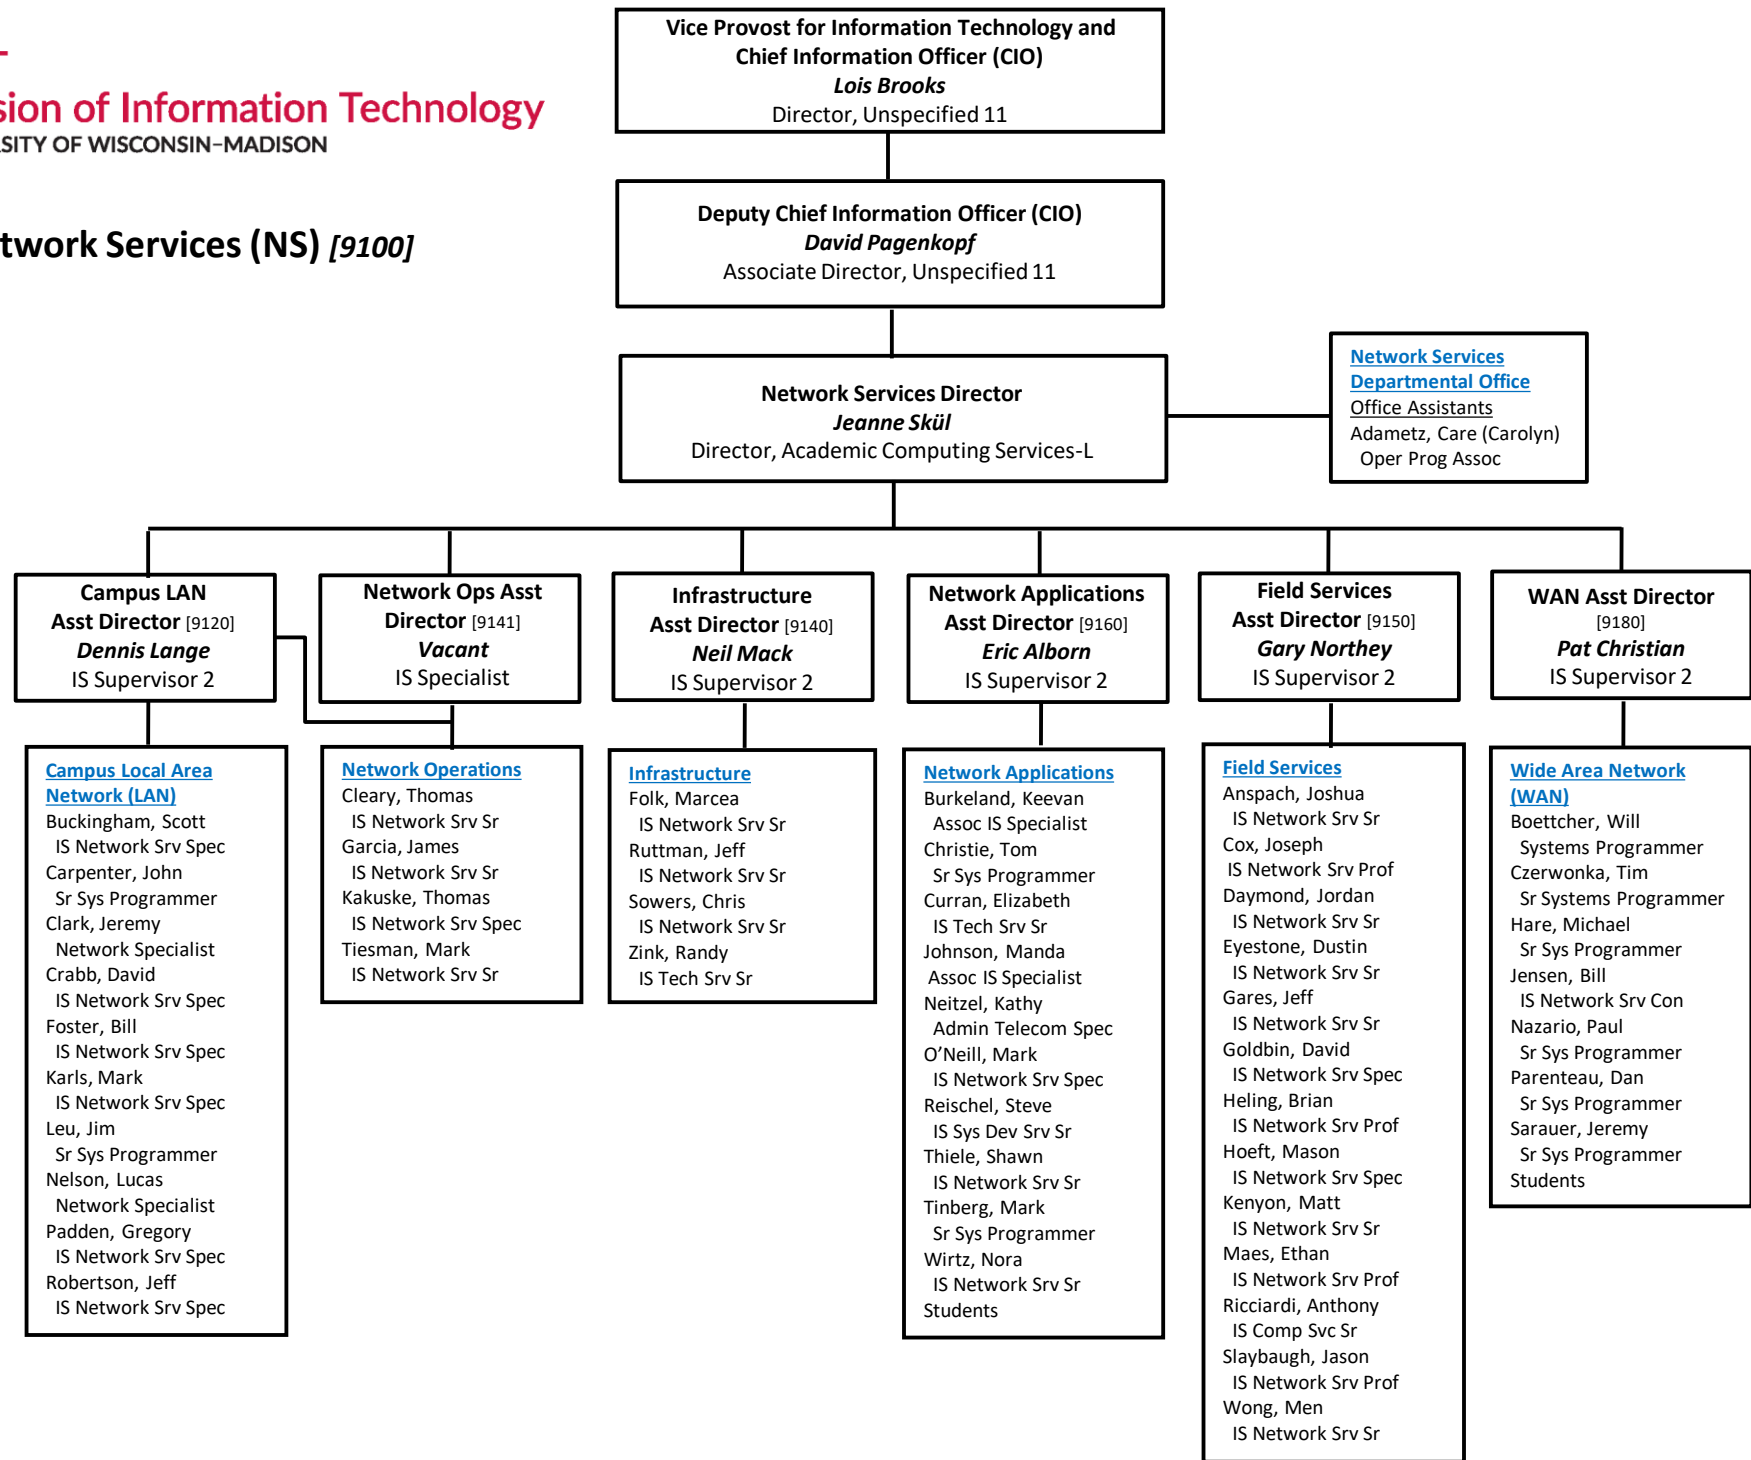 sion of Information Technology
RSITY OF WISCONSIN–MADISON
twork Services (NS) [9100]
Vice Provost for Information Technology and
Chief Information Officer (CIO)
Lois Brooks
Director, Unspecified 11
Deputy Chief Information Officer (CIO)
David Pagenkopf
Associate Director, Unspecified 11
Network Services Director
Jeanne Skül
Director, Academic Computing Services-L
Network Services
Departmental Office
Office Assistants
Adametz, Care (Carolyn)
Oper Prog Assoc
Campus LAN
Asst Director [9120]
Dennis Lange
IS Supervisor 2
Network Ops Asst
Director [9141]
Vacant
IS Specialist
Infrastructure
Asst Director [9140]
Neil Mack
IS Supervisor 2
Network Applications
Asst Director [9160]
Eric Alborn
IS Supervisor 2
Field Services
Asst Director [9150]
Gary Northey
IS Supervisor 2
WAN Asst Director
[9180]
Pat Christian
IS Supervisor 2
Campus Local Area
Network (LAN)
Buckingham, Scott
IS Network Srv Spec
Carpenter, John
Sr Sys Programmer
Clark, Jeremy
Network Specialist
Crabb, David
IS Network Srv Spec
Foster, Bill
IS Network Srv Spec
Karls, Mark
IS Network Srv Spec
Leu, Jim
Sr Sys Programmer
Nelson, Lucas
Network Specialist
Padden, Gregory
IS Network Srv Spec
Robertson, Jeff
IS Network Srv Spec
Network Operations
Cleary, Thomas
IS Network Srv Sr
Garcia, James
IS Network Srv Sr
Kakuske, Thomas
IS Network Srv Spec
Tiesman, Mark
IS Network Srv Sr
Infrastructure
Folk, Marcea
IS Network Srv Sr
Ruttman, Jeff
IS Network Srv Sr
Sowers, Chris
IS Network Srv Sr
Zink, Randy
IS Tech Srv Sr
Network Applications
Burkeland, Keevan
Assoc IS Specialist
Christie, Tom
Sr Sys Programmer
Curran, Elizabeth
IS Tech Srv Sr
Johnson, Manda
Assoc IS Specialist
Neitzel, Kathy
Admin Telecom Spec
O’Neill, Mark
IS Network Srv Spec
Reischel, Steve
IS Sys Dev Srv Sr
Thiele, Shawn
IS Network Srv Sr
Tinberg, Mark
Sr Sys Programmer
Wirtz, Nora
IS Network Srv Sr
Students
Field Services
Anspach, Joshua
IS Network Srv Sr
Cox, Joseph
IS Network Srv Prof
Daymond, Jordan
IS Network Srv Sr
Eyestone, Dustin
IS Network Srv Sr
Gares, Jeff
IS Network Srv Sr
Goldbin, David
IS Network Srv Spec
Heling, Brian
IS Network Srv Prof
Hoeft, Mason
IS Network Srv Spec
Kenyon, Matt
IS Network Srv Sr
Maes, Ethan
IS Network Srv Prof
Ricciardi, Anthony
IS Comp Svc Sr
Slaybaugh, Jason
IS Network Srv Prof
Wong, Men
IS Network Srv Sr
Wide Area Network
(WAN)
Boettcher, Will
Systems Programmer
Czerwonka, Tim
Sr Systems Programmer
Hare, Michael
Sr Sys Programmer
Jensen, Bill
IS Network Srv Con
Nazario, Paul
Sr Sys Programmer
Parenteau, Dan
Sr Sys Programmer
Sarauer, Jeremy
Sr Sys Programmer
Students